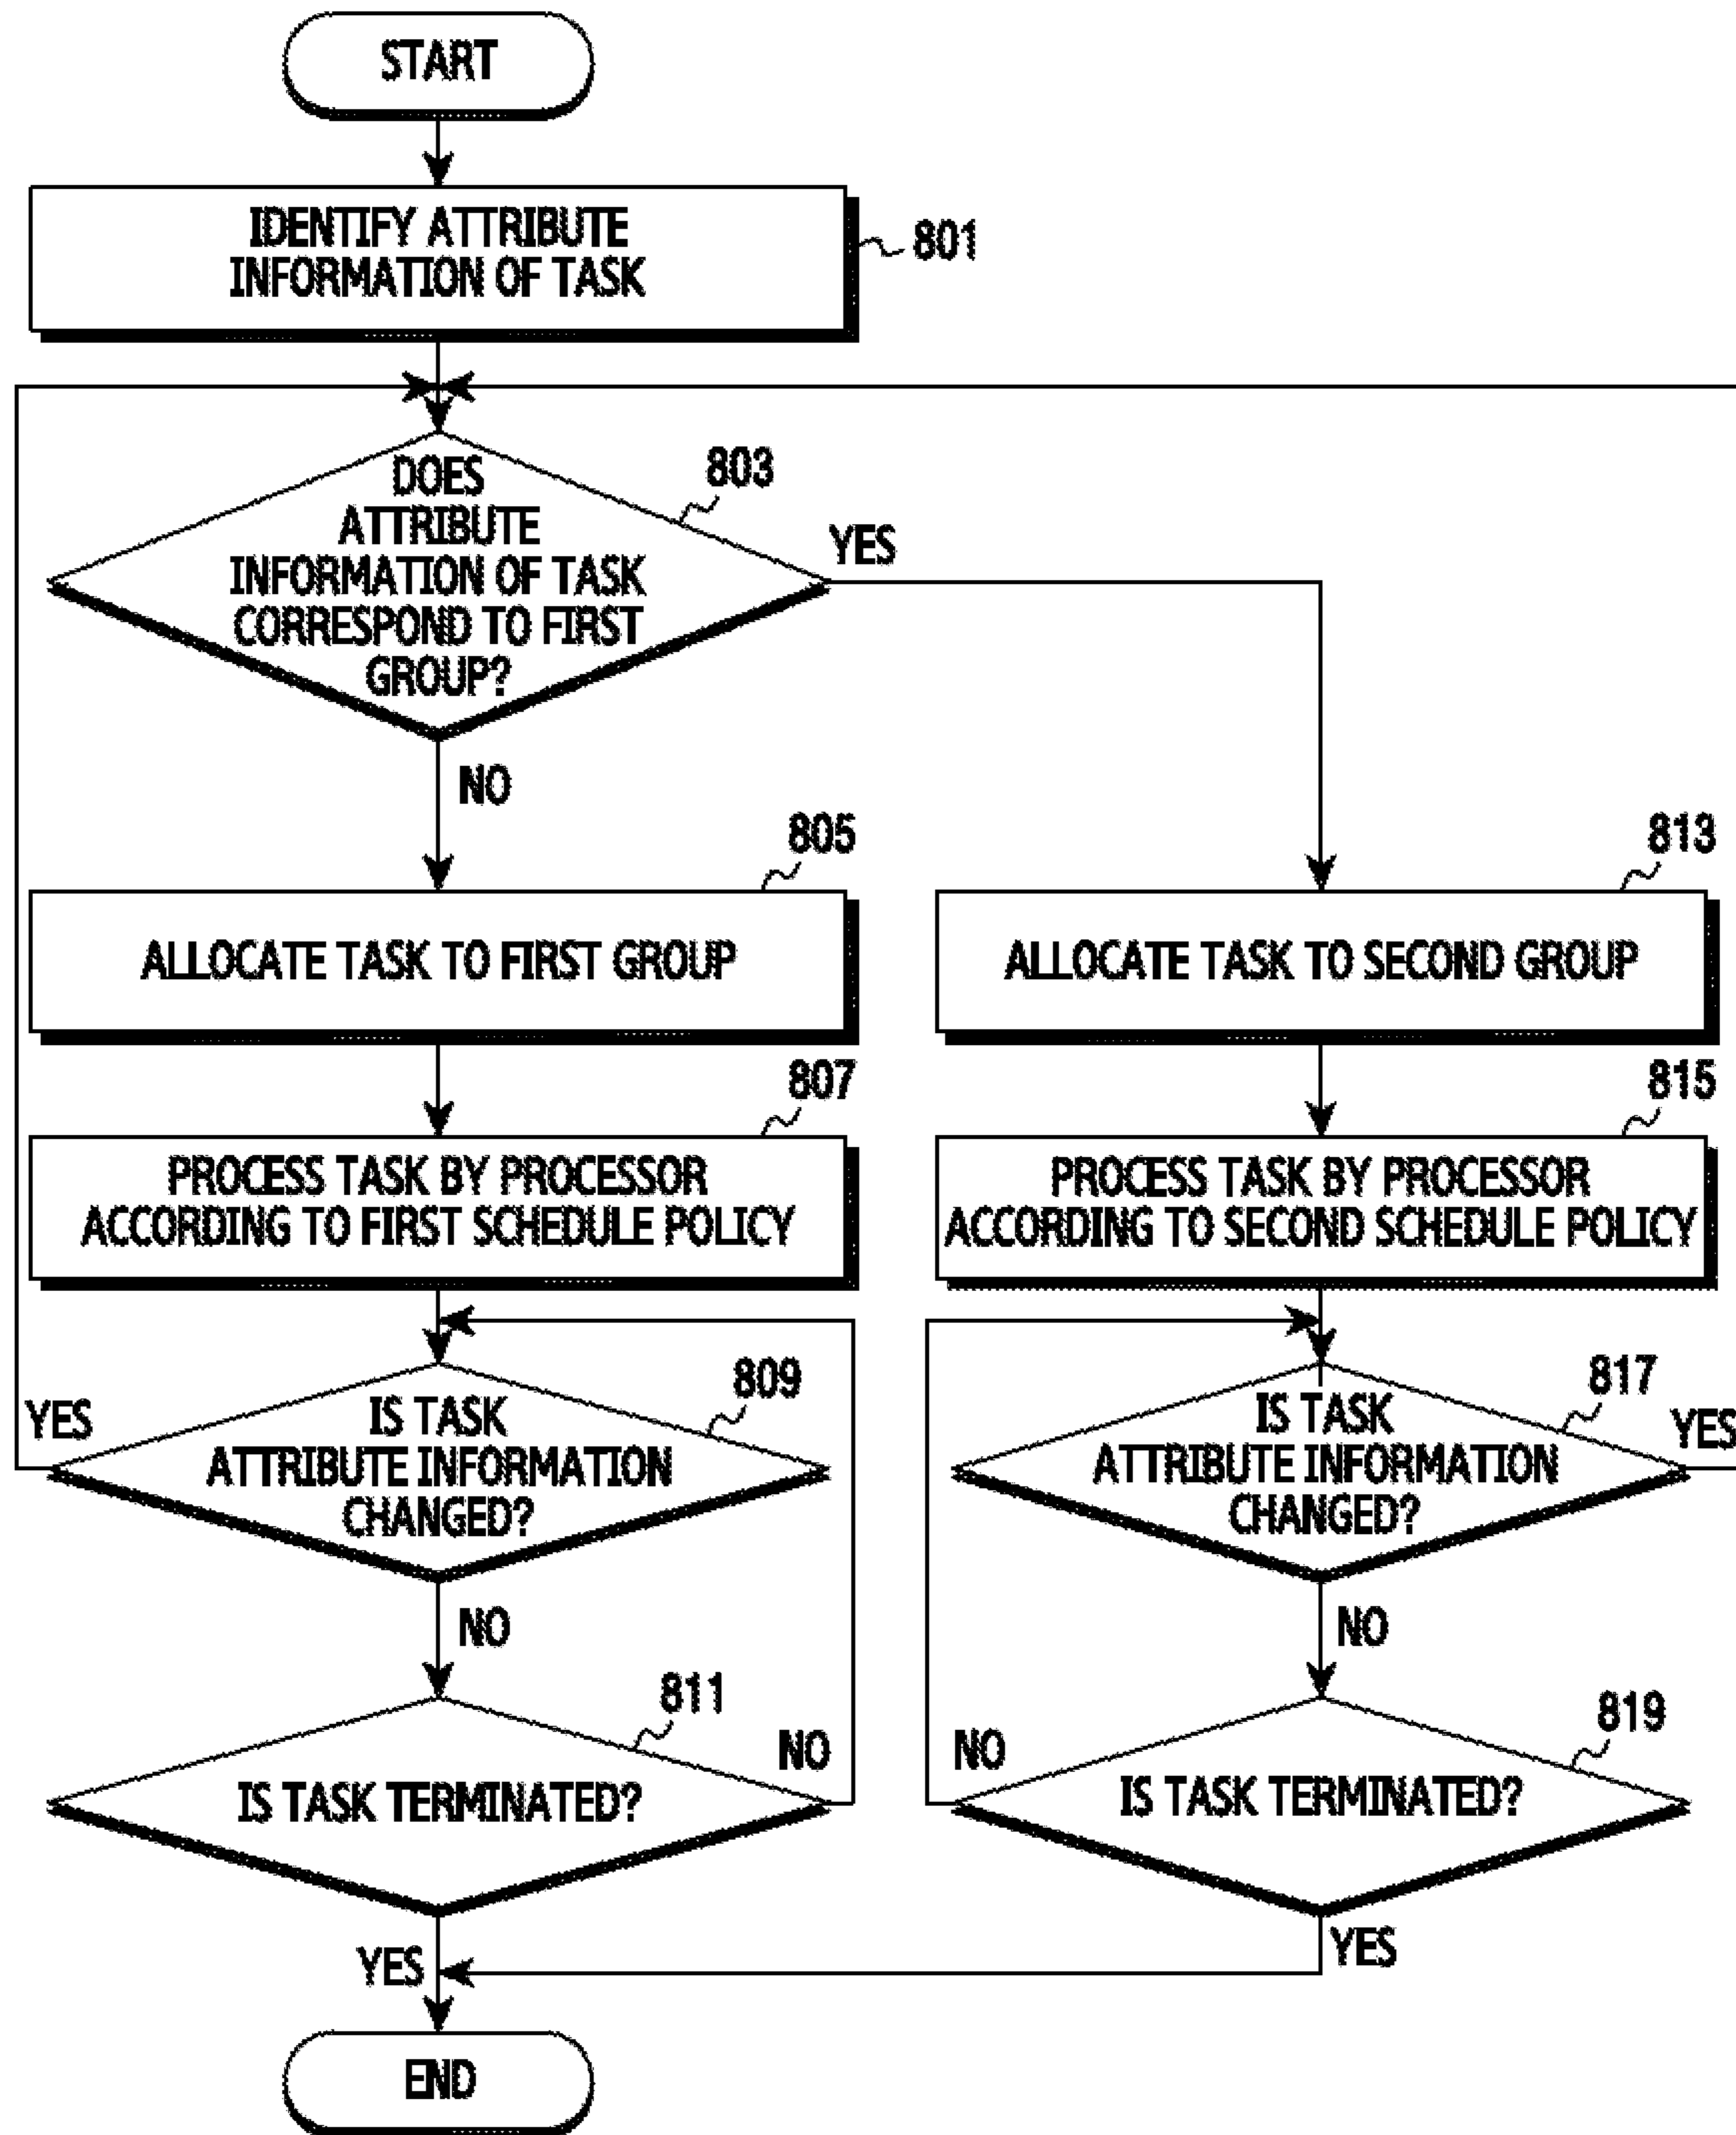 START
IDENTIFY ATTRIBUTE
INFORMATION OF TASK
801
DOES
ATTRIBUTE
INFORMATION OF TASK
CORRESPOND TO FIRST
GROUP?
803
YES
NO
805
ALLOCATE TASK TO FIRST GROUP
807
PROCESS TASK BY PROCESSOR
ACCORDING TO FIRST SCHEDULE POLICY
809
IS TASK
ATTRIBUTE INFORMATION
CHANGED?
YES
NO
811
IS TASK TERMINATED?
NO
YES
813
ALLOCATE TASK TO SECOND GROUP
815
PROCESS TASK BY PROCESSOR
ACCORDING TO SECOND SCHEDULE POLICY
817
IS TASK
ATTRIBUTE INFORMATION
CHANGED?
YES
NO
819
IS TASK TERMINATED?
NO
YES
END